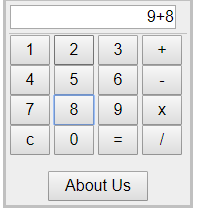 9+8
1 2 3 +
4 5 6 -
7 8 9 x
c 0 = /
About Us